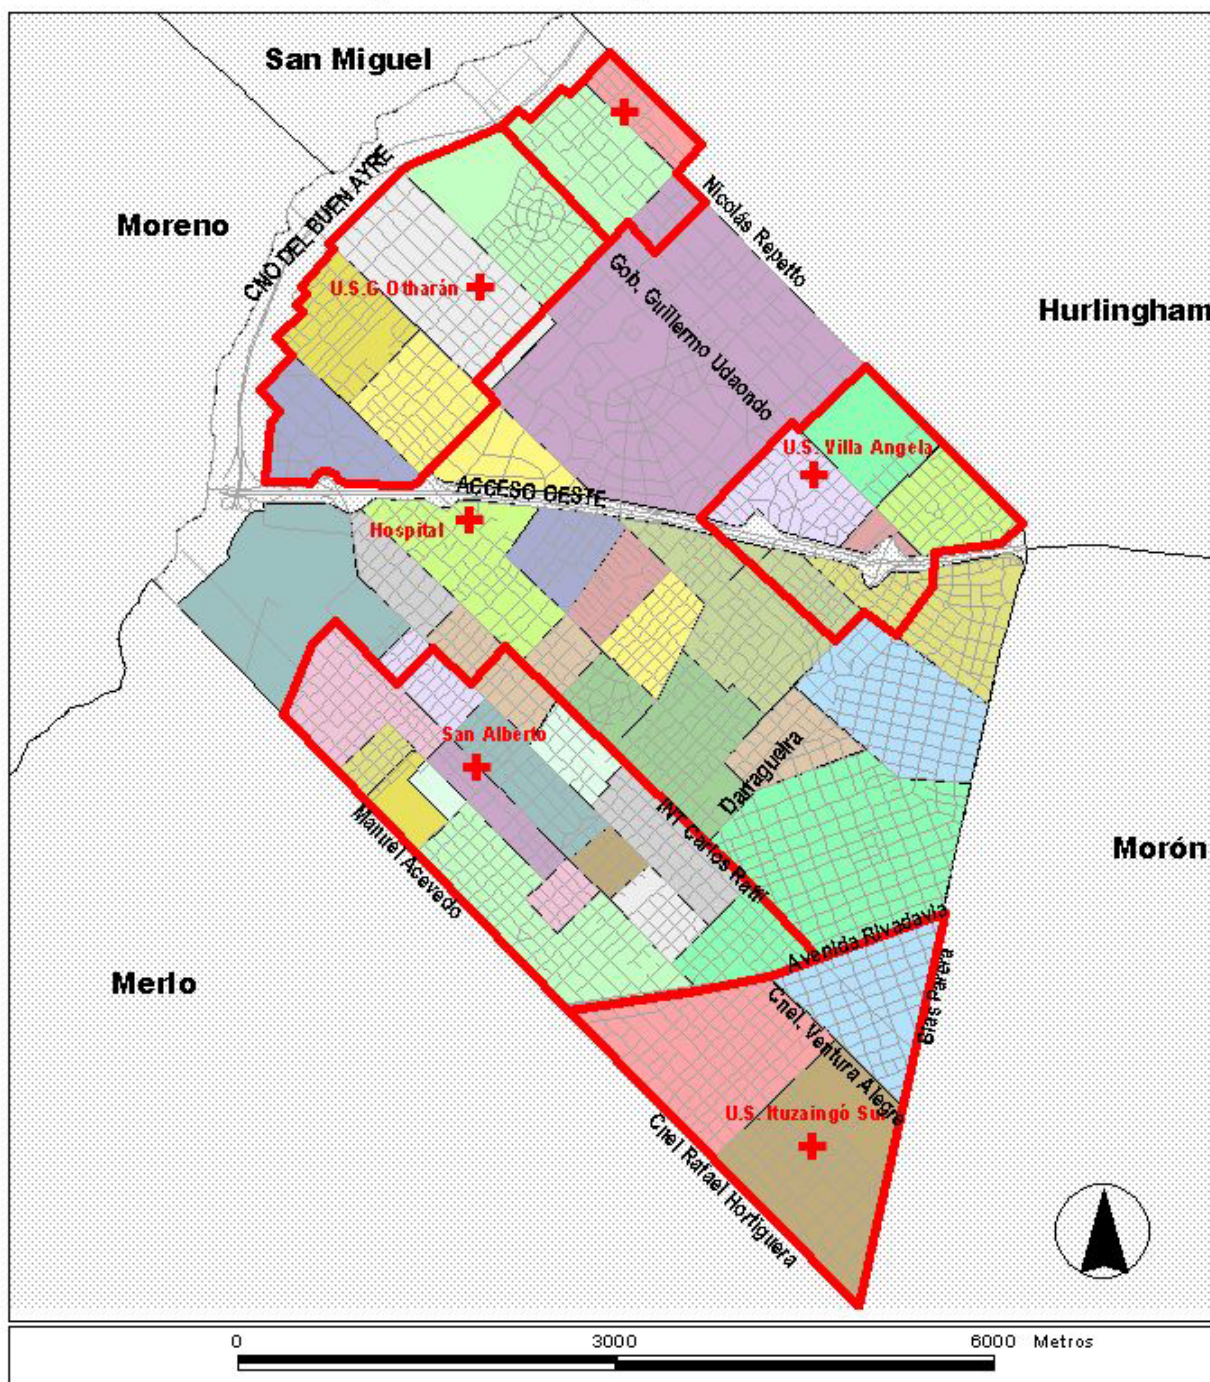 San Miguel
Moreno
CNO DEL BUEN AYRE
Nicolás Repetto
U.S.G Otharán
Gob. Guillermo Udaondo
Hurlingham
U.S. Villa Angela
ACCESO OESTE
Hospital
San Alberto
Darragueira
INT Carlos Ratti
Manuel Acevedo
Morón
Avenida Rivadavia
Merlo
Blas Parera
Cnel. Ventura Alegre
U.S. Ituzaingó Sur
Cnel Rafael Hortiguera
0 3000 6000 Metros